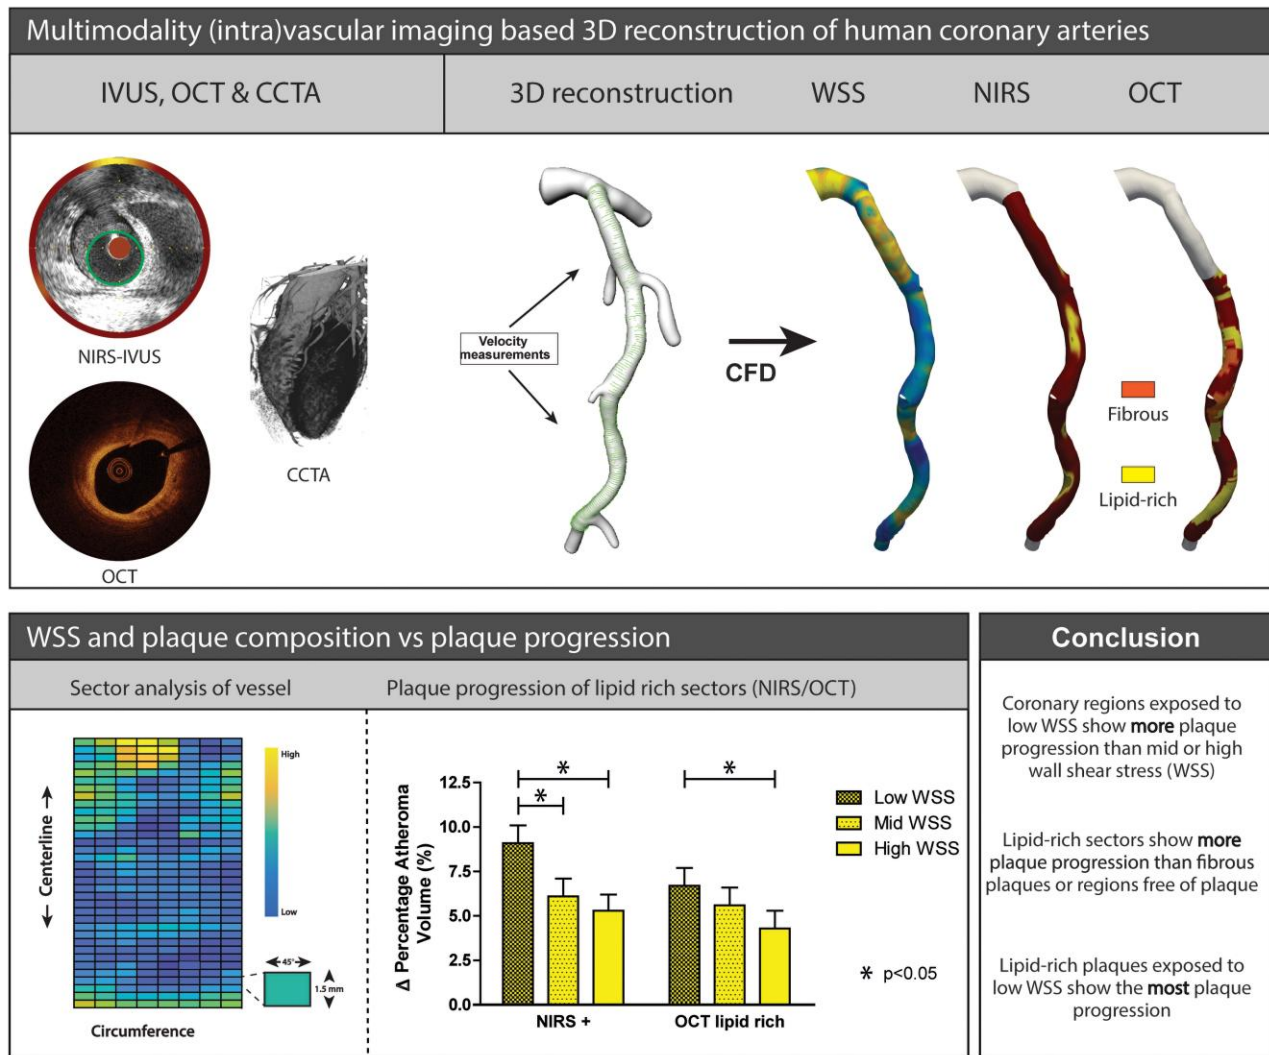 Multimodality (intra)vascular imaging based 3D reconstruction of human coronary arteries
IVUS, OCT & CCTA
3D reconstruction
WSS
NIRS
OCT
NIRS-IVUS
OCT
CCTA
Velocity
measurements
CFD
Fibrous
Lipid-rich
WSS and plaque composition vs plaque progression
Sector analysis of vessel
Plaque progression of lipid rich sectors (NIRS/OCT)
Centerline
High
Low
45°
1.5 mm
Circumference
Δ Percentage Atheroma
Volume (%)
12.5
10.0
7.5
5.0
2.5
0.0
*
*
*
NIRS +
OCT lipid rich
Low WSS
Mid WSS
High WSS
* p<0.05
Conclusion
Coronary regions exposed to
low WSS show more plaque
progression than mid or high
wall shear stress (WSS)
Lipid-rich sectors show more
plaque progression than fibrous
plaques or regions free of plaque
Lipid-rich plaques exposed to
low WSS show the most plaque
progression